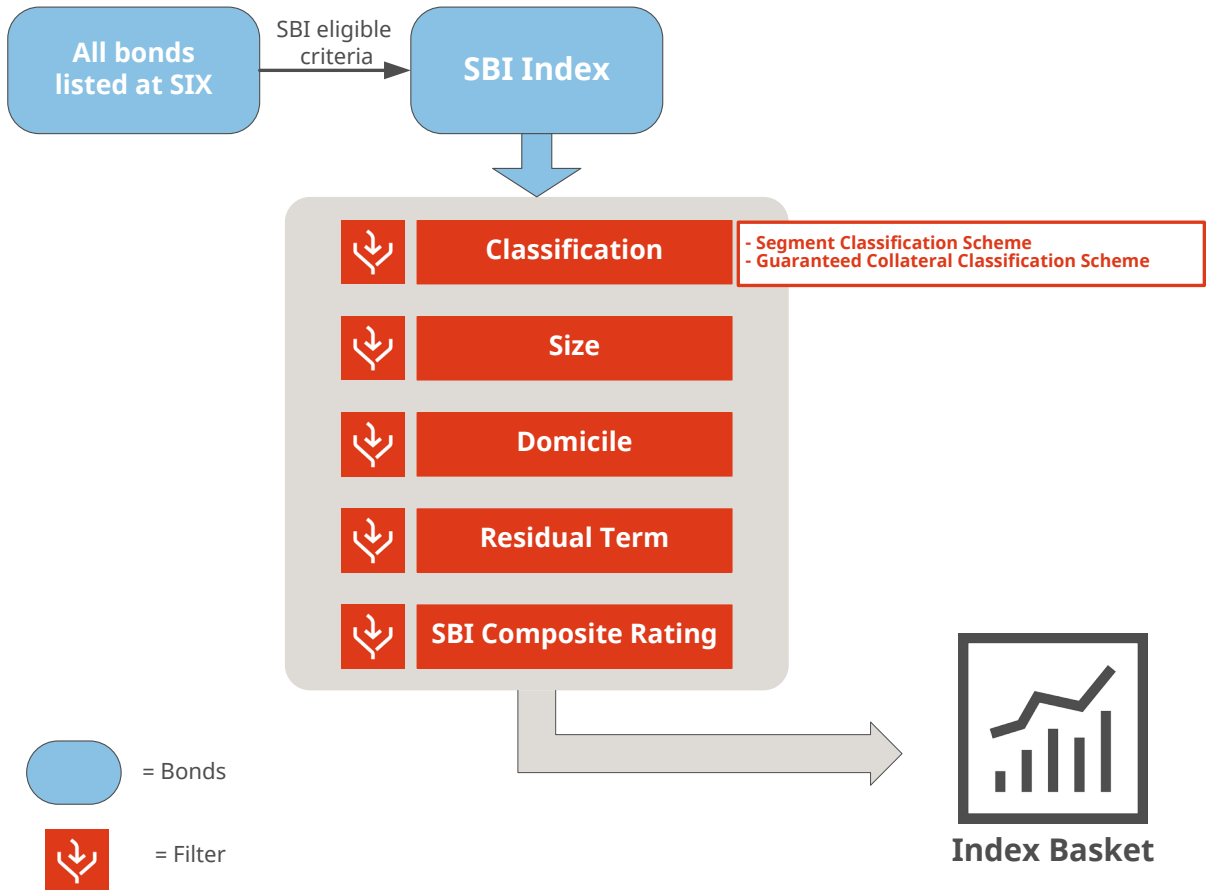 All bonds
listed at SIX
SBI eligible
criteria
SBI Index
Classification
- Segment Classification Scheme
- Guaranteed Collateral Classification Scheme
Size
Domicile
Residual Term
SBI Composite Rating
= Bonds
= Filter
Index Basket